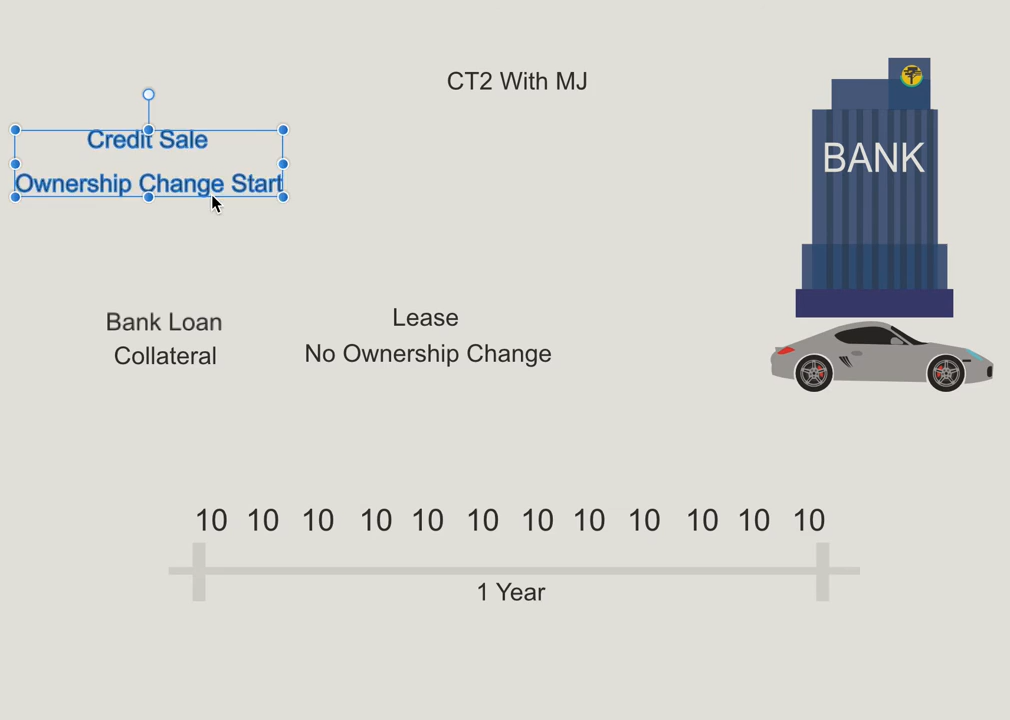 CT2 With MJ
Credit Sale
Ownership Change Start
BANK
Bank Loan
Collateral
Lease
No Ownership Change
10 10 10 10 10 10 10 10 10 10 10 10
1 Year